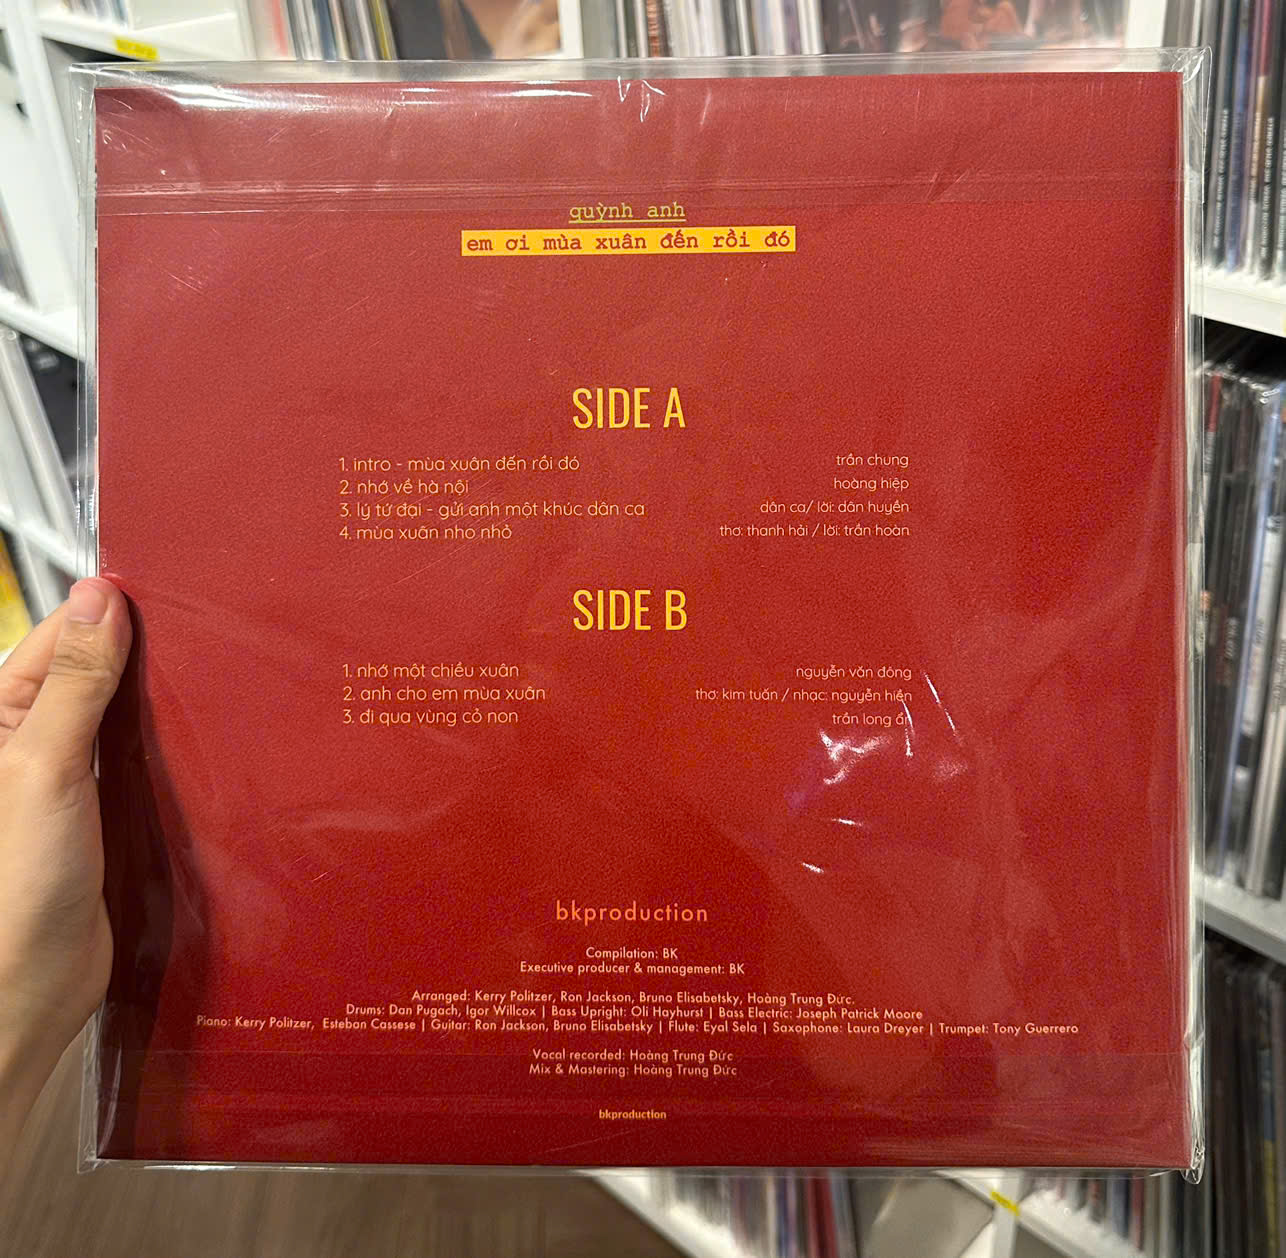 quỳnh anh
em ơi mùa xuân đến rồi đó
SIDE A
1. intro - mùa xuân đến rồi đó trần chung
2. nhớ về hà nội hoàng hiệp
3. lý tứ đại - gửi anh một khúc dân ca dân ca/ lời: dân huyền
4. mùa xuân nho nhỏ thơ: thanh hải / lời: trần hoàn
SIDE B
1. nhớ một chiều xuân nguyễn văn đông
2. anh cho em mùa xuân thơ: kim tuấn / nhạc: nguyễn hiền
3. đi qua vùng cỏ non trần long ẩn
bkproduction
Compilation: BK
Executive producer & management: BK
Arranged: Kerry Politzer, Ron Jackson, Bruno Elisabetsky, Hoàng Trung Đức.
Drums: Dan Pugach, Igor Willcox | Bass Upright: Oli Hayhurst | Bass Electric: Joseph Patrick Moore
Piano: Kerry Politzer, Esteban Cassese | Guitar: Ron Jackson, Bruno Elisabetsky | Flute: Eyal Sela | Saxophone: Laura Dreyer | Trumpet: Tony Guerrero
Vocal recorded: Hoàng Trung Đức
Mix & Mastering: Hoàng Trung Đức
bkproduction